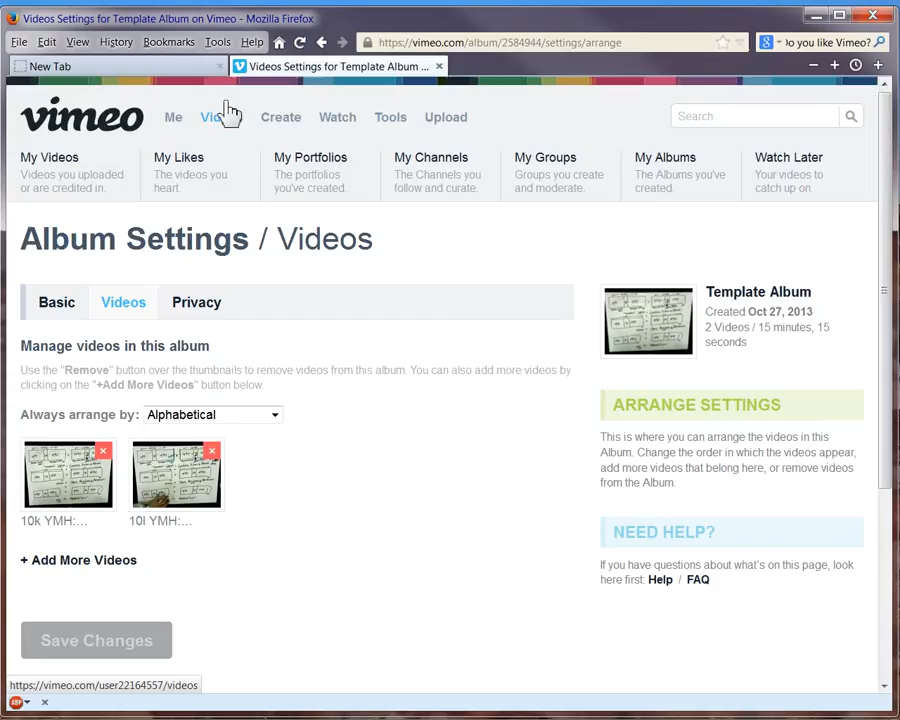 Videos Settings for Template Album on Vimeo - Mozilla Firefox
File Edit View History Bookmarks Tools Help
https://vimeo.com/album/2584944/settings/arrange
o you like Vimeo?
New Tab
Videos Settings for Template Album ...
vimeo
Me Vid Create Watch Tools Upload
Search
My Videos
Videos you uploaded
or are credited in.
My Likes
The videos you
heart.
My Portfolios
The portfolios
you've created.
My Channels
The Channels you
follow and curate.
My Groups
Groups you create
and moderate.
My Albums
The Albums you've
created.
Watch Later
Your videos to
catch up on.
Album Settings / Videos
Basic Videos Privacy
Manage videos in this album
Use the "Remove" button over the thumbnails to remove videos from this album. You can also add more videos by
clicking on the "+Add More Videos" button below.
Always arrange by: Alphabetical
10k YMH:...
10l YMH:...
+ Add More Videos
Save Changes
Template Album
Created Oct 27, 2013
2 Videos / 15 minutes, 15
seconds
ARRANGE SETTINGS
This is where you can arrange the videos in this
Album. Change the order in which the videos appear,
add more videos that belong here, or remove videos
from the Album.
NEED HELP?
If you have questions about what's on this page, look
here first: Help / FAQ
https://vimeo.com/user22164557/videos
ABP